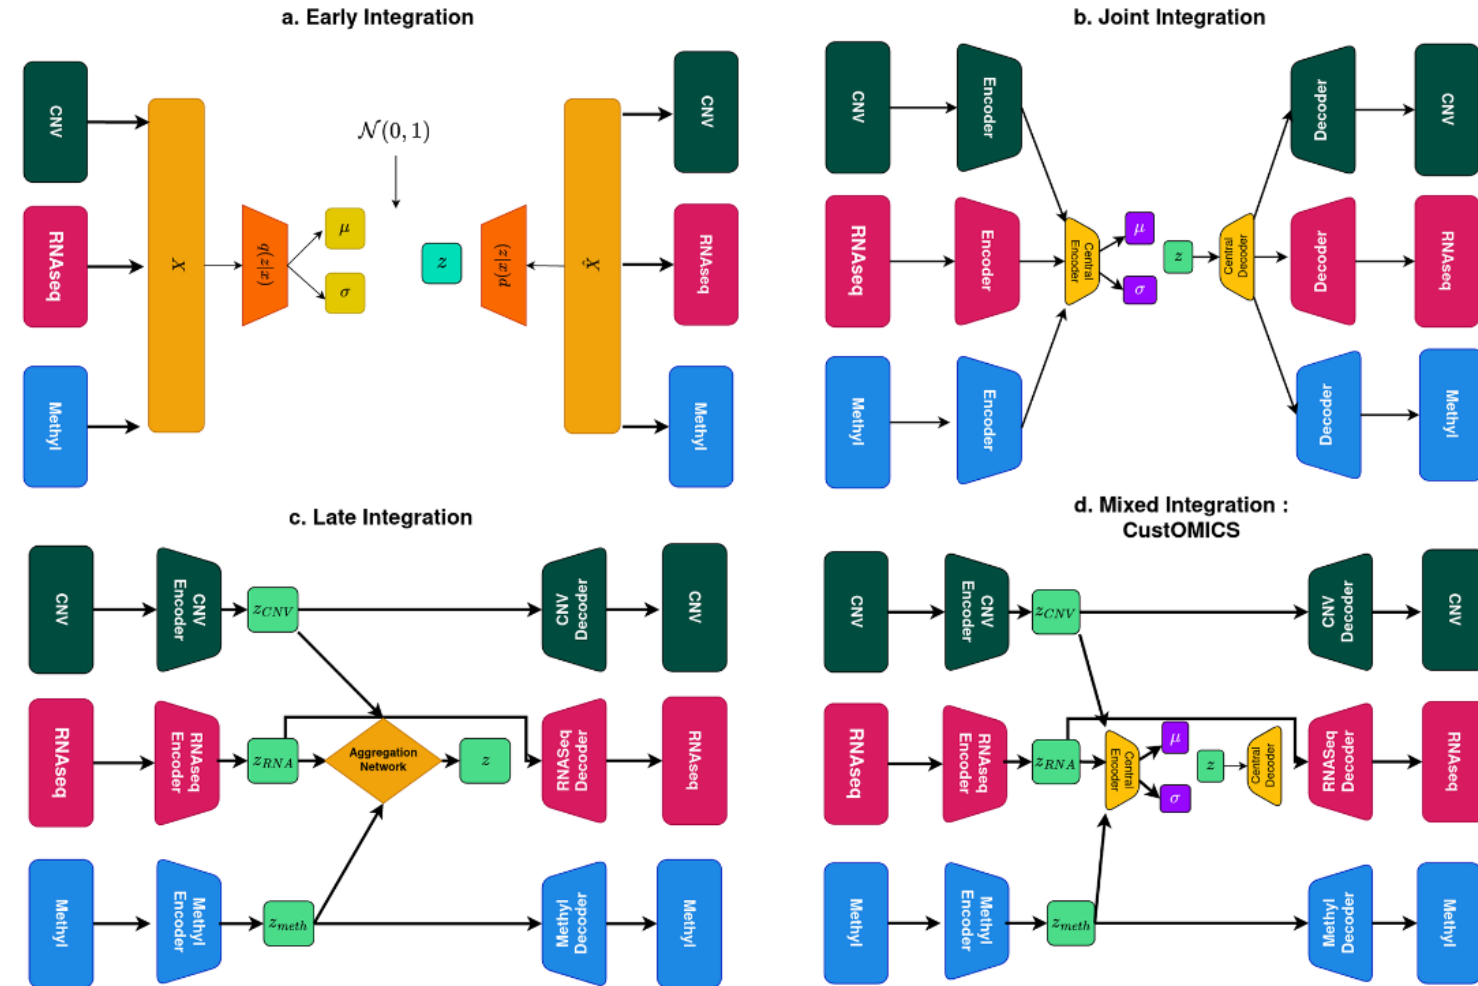 a. Early Integration
CNV
RNAseq
Methyl
X
q(z|x)
μ
σ
𝒩(0, 1)
z
p(z|x)
X̂
CNV
RNAseq
Methyl
b. Joint Integration
CNV
RNAseq
Methyl
Encoder
Encoder
Encoder
Central
Encoder
μ
σ
z
Central
Decoder
Decoder
Decoder
Decoder
CNV
RNAseq
Methyl
c. Late Integration
CNV
RNAseq
Methyl
CNV
Encoder
RNAseq
Encoder
Methyl
Encoder
z_CNV
z_RNA
z_meth
Aggregation
Network
z
CNV
Decoder
RNASeq
Decoder
Methyl
Decoder
CNV
RNAseq
Methyl
d. Mixed Integration :
CustOMICS
CNV
RNAseq
Methyl
CNV
Encoder
RNAseq
Encoder
Methyl
Encoder
z_CNV
z_RNA
z_meth
Central
Encoder
μ
σ
z
Central
Decoder
CNV
Decoder
RNASeq
Decoder
Methyl
Decoder
CNV
RNAseq
Methyl